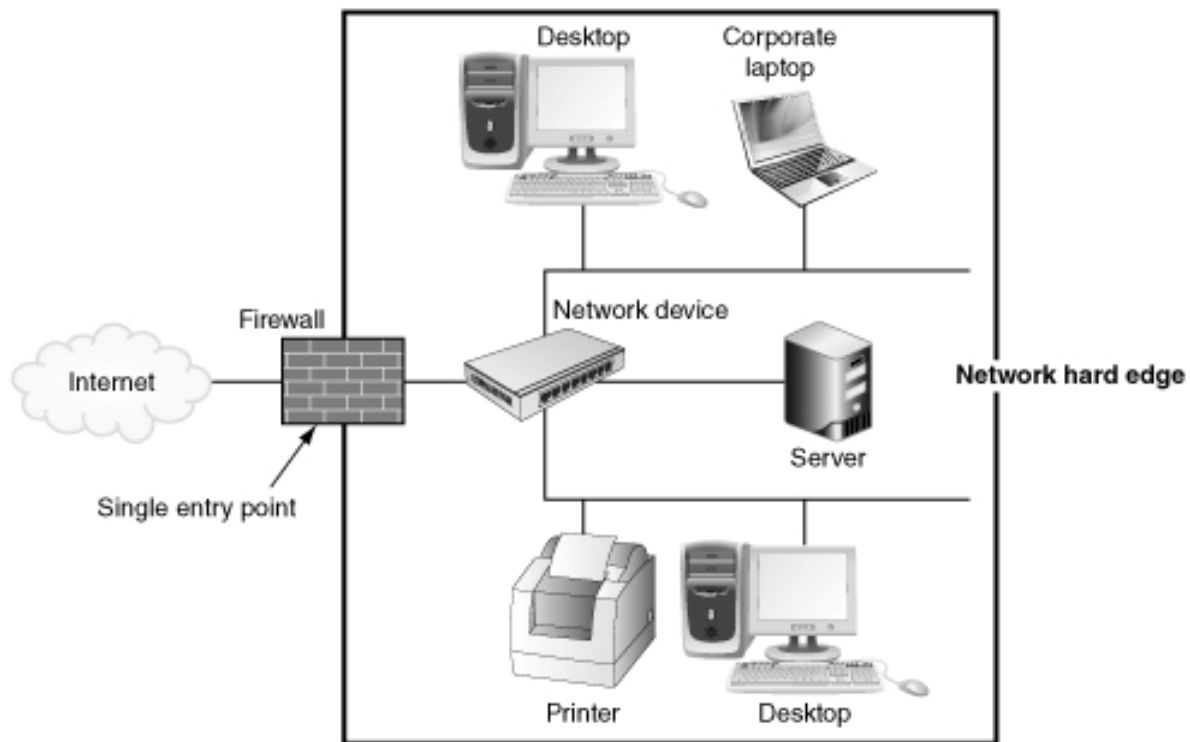 Desktop
Corporate
laptop
Network device
Firewall
Internet
Network hard edge
Server
Single entry point
Printer
Desktop